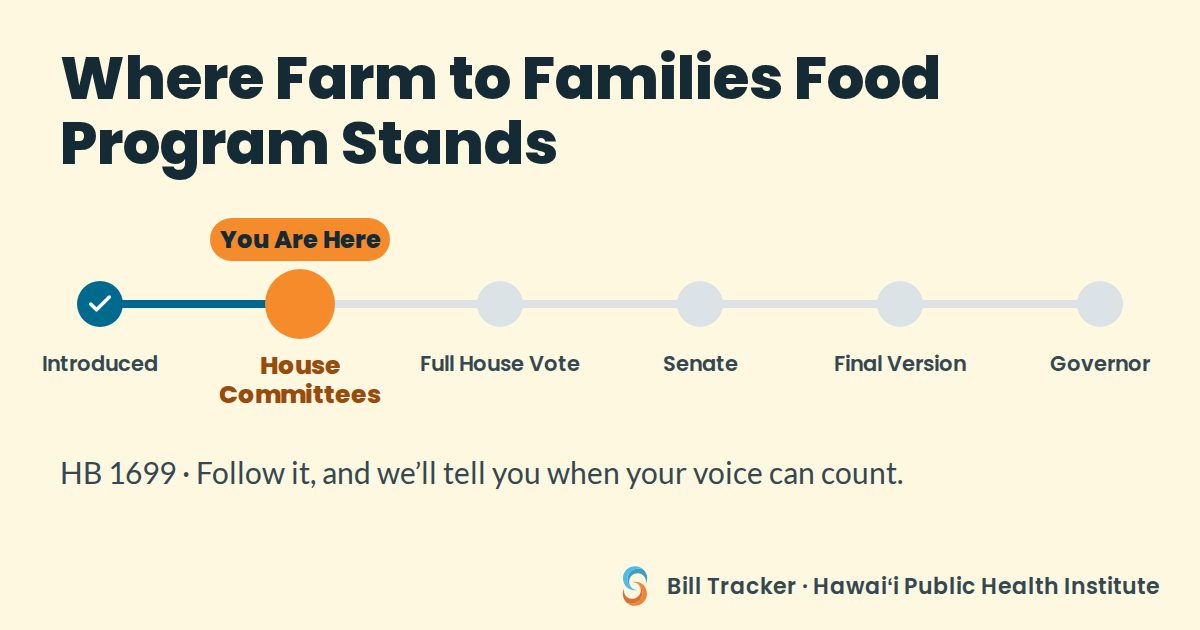 Where Farm to Families Food
Program Stands
You Are Here
Introduced
House
Committees
Full House Vote
Senate
Final Version
Governor
HB 1699 · Follow it, and we’ll tell you when your voice can count.
Bill Tracker · Hawaiʻi Public Health Institute